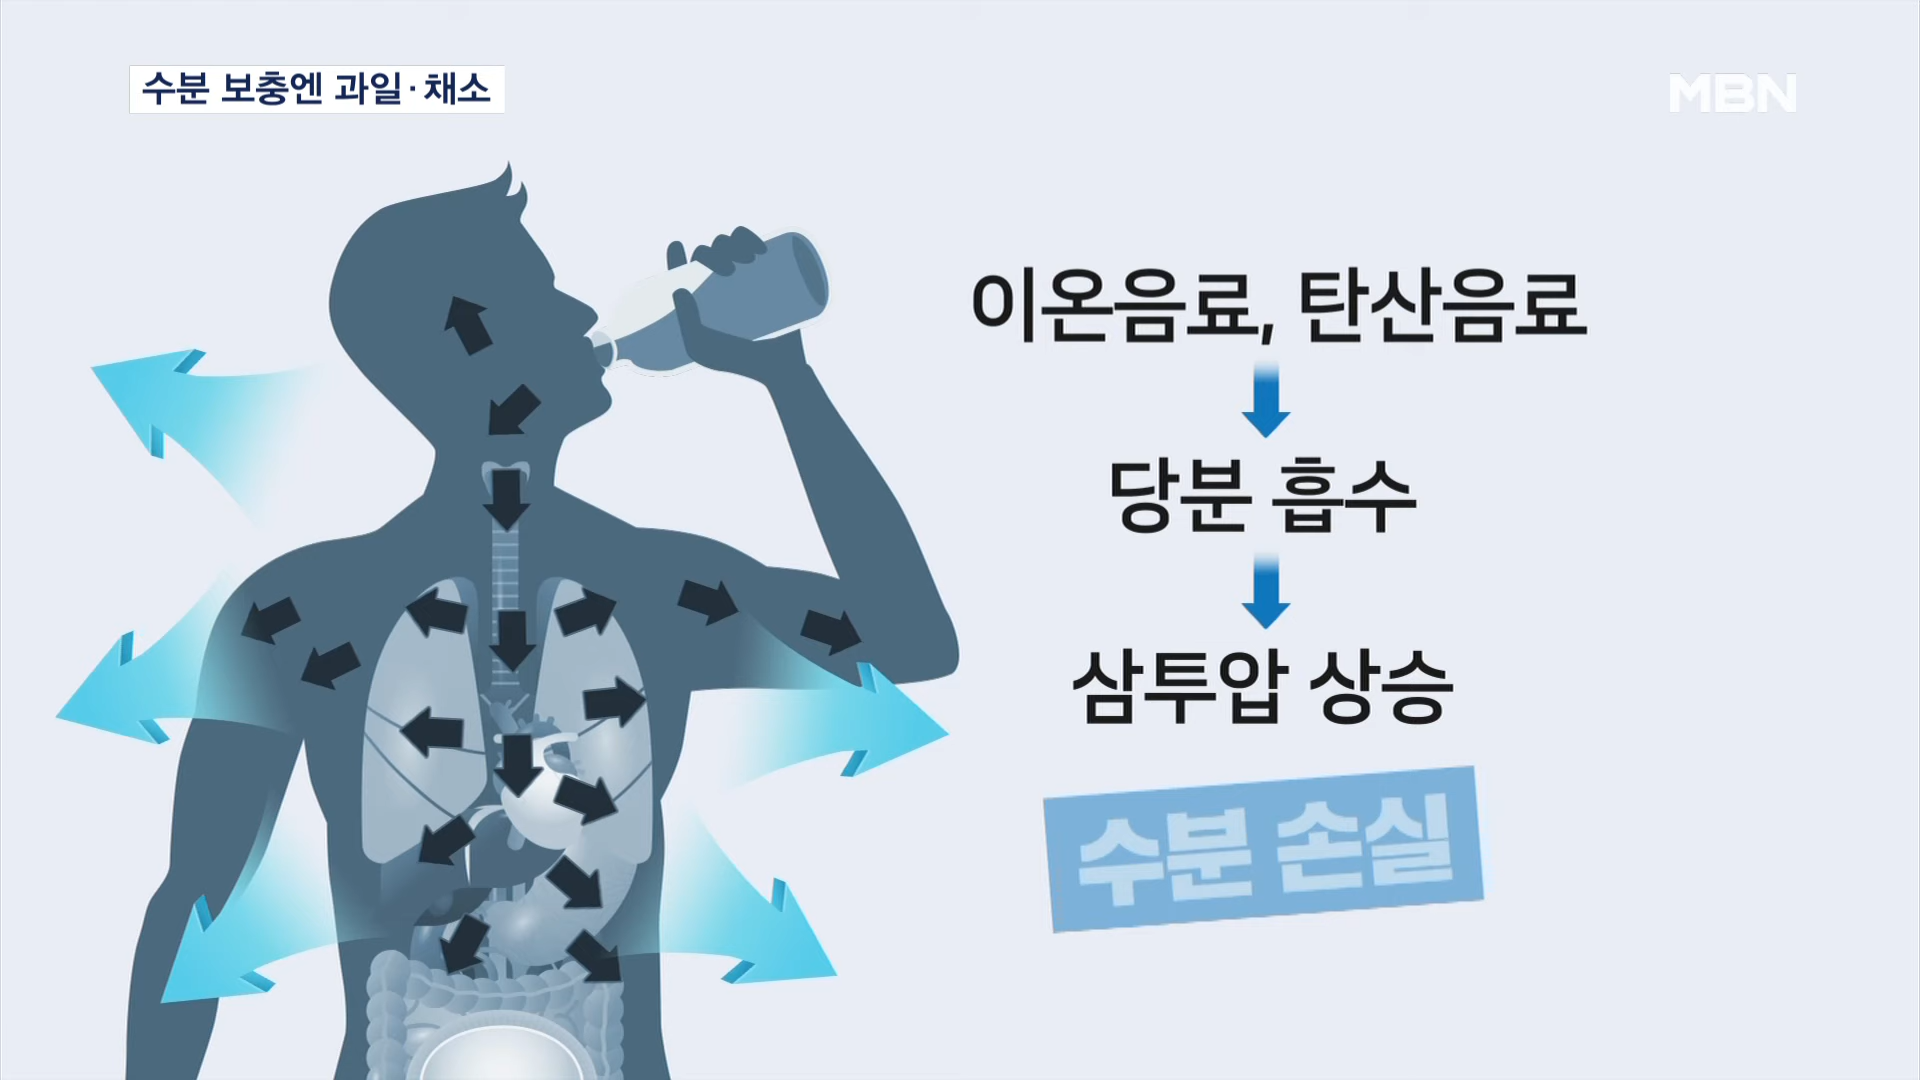 수분 보충엔 과일·채소
MBN
이온음료, 탄산음료
당분 흡수
삼투압 상승
수분 손실